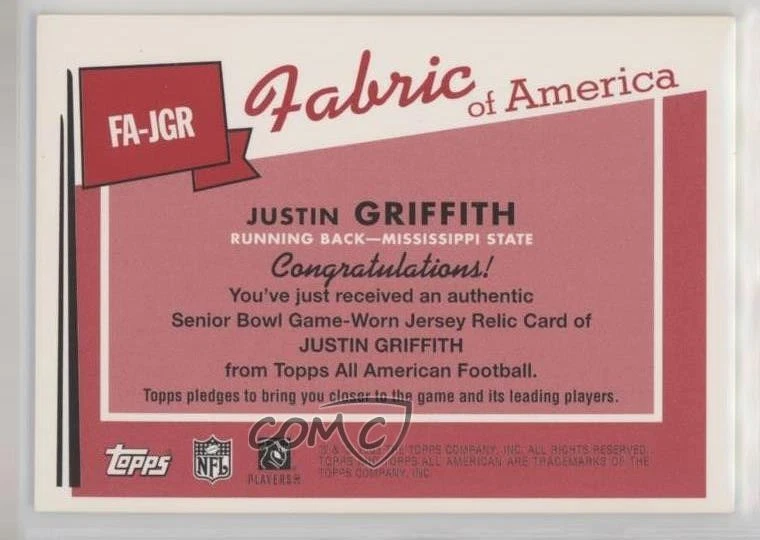 FA-JGR
Fabric of America
JUSTIN GRIFFITH
RUNNING BACK—MISSISSIPPI STATE
Congratulations!
You've just received an authentic
Senior Bowl Game-Worn Jersey Relic Card of
JUSTIN GRIFFITH
from Topps All American Football.
Topps pledges to bring you closer to the game and its leading players.
COMC
topps
NFL
PLAYERS
® & © THE TOPPS COMPANY, INC. ALL RIGHTS RESERVED.
TOPPS AND TOPPS ALL AMERICAN ARE TRADEMARKS OF THE
TOPPS COMPANY, INC.